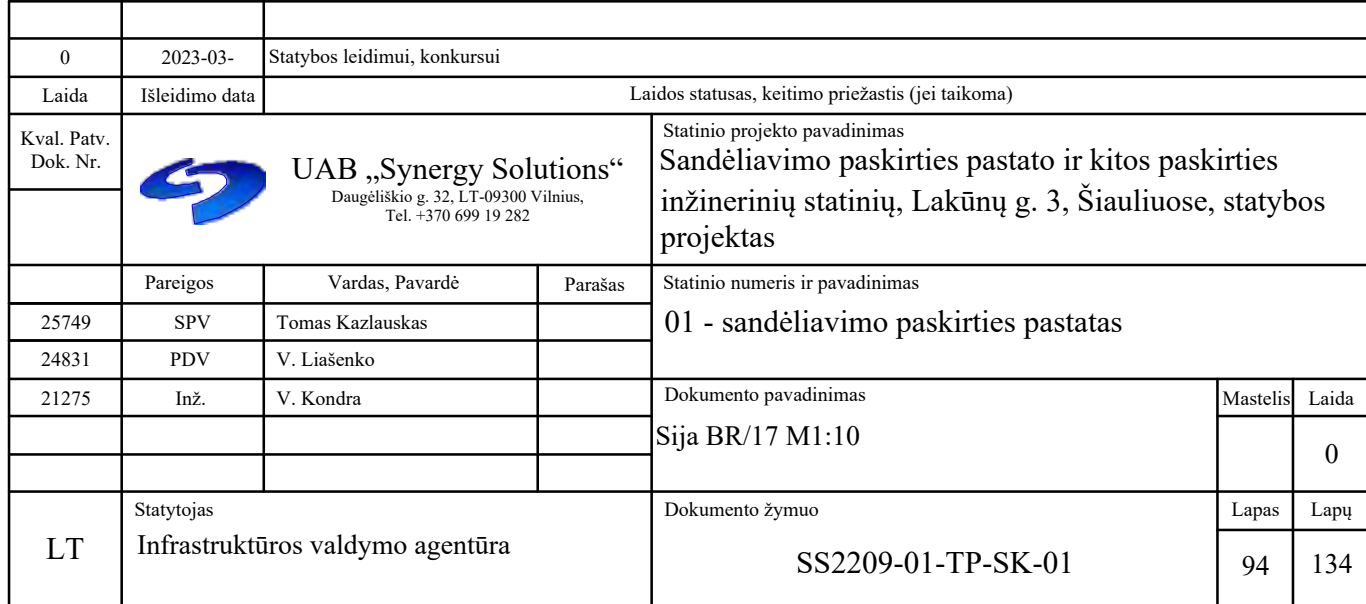 0 2023-03- Statybos leidimui, konkursui
Laida Išleidimo data Laidos statusas, keitimo priežastis (jei taikoma)
Kval. Patv.
Dok. Nr.
UAB „Synergy Solutions“
Daugėliškio g. 32, LT-09300 Vilnius,
Tel. +370 699 19 282
Statinio projekto pavadinimas
Sandėliavimo paskirties pastato ir kitos paskirties
inžinerinių statinių, Lakūnų g. 3, Šiauliuose, statybos
projektas
Pareigos Vardas, Pavardė Parašas
25749 SPV Tomas Kazlauskas
24831 PDV V. Liašenko
21275 Inž. V. Kondra
Statinio numeris ir pavadinimas
01 - sandėliavimo paskirties pastatas
Dokumento pavadinimas Mastelis Laida
Sija BR/17 M1:10 0
LT
Statytojas
Infrastruktūros valdymo agentūra
Dokumento žymuo Lapas Lapų
SS2209-01-TP-SK-01 94 134